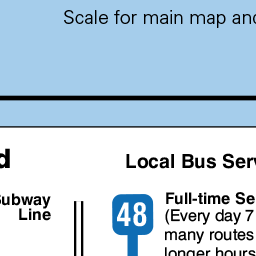 Scale for main map and
d
Local Bus Serv
Subway
Line
48
Full-time Se
(Every day 7
many routes
longer hours